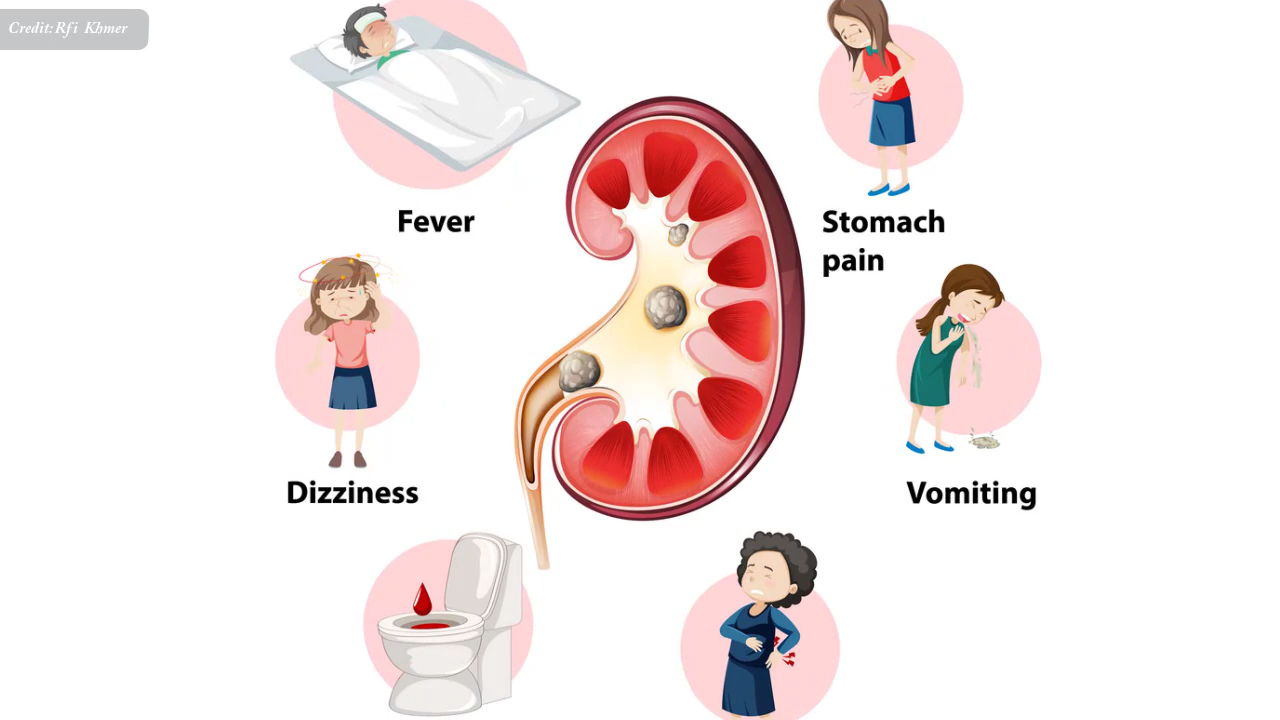 Credit:Rfi Khmer
Fever
Stomach
pain
Dizziness
Vomiting